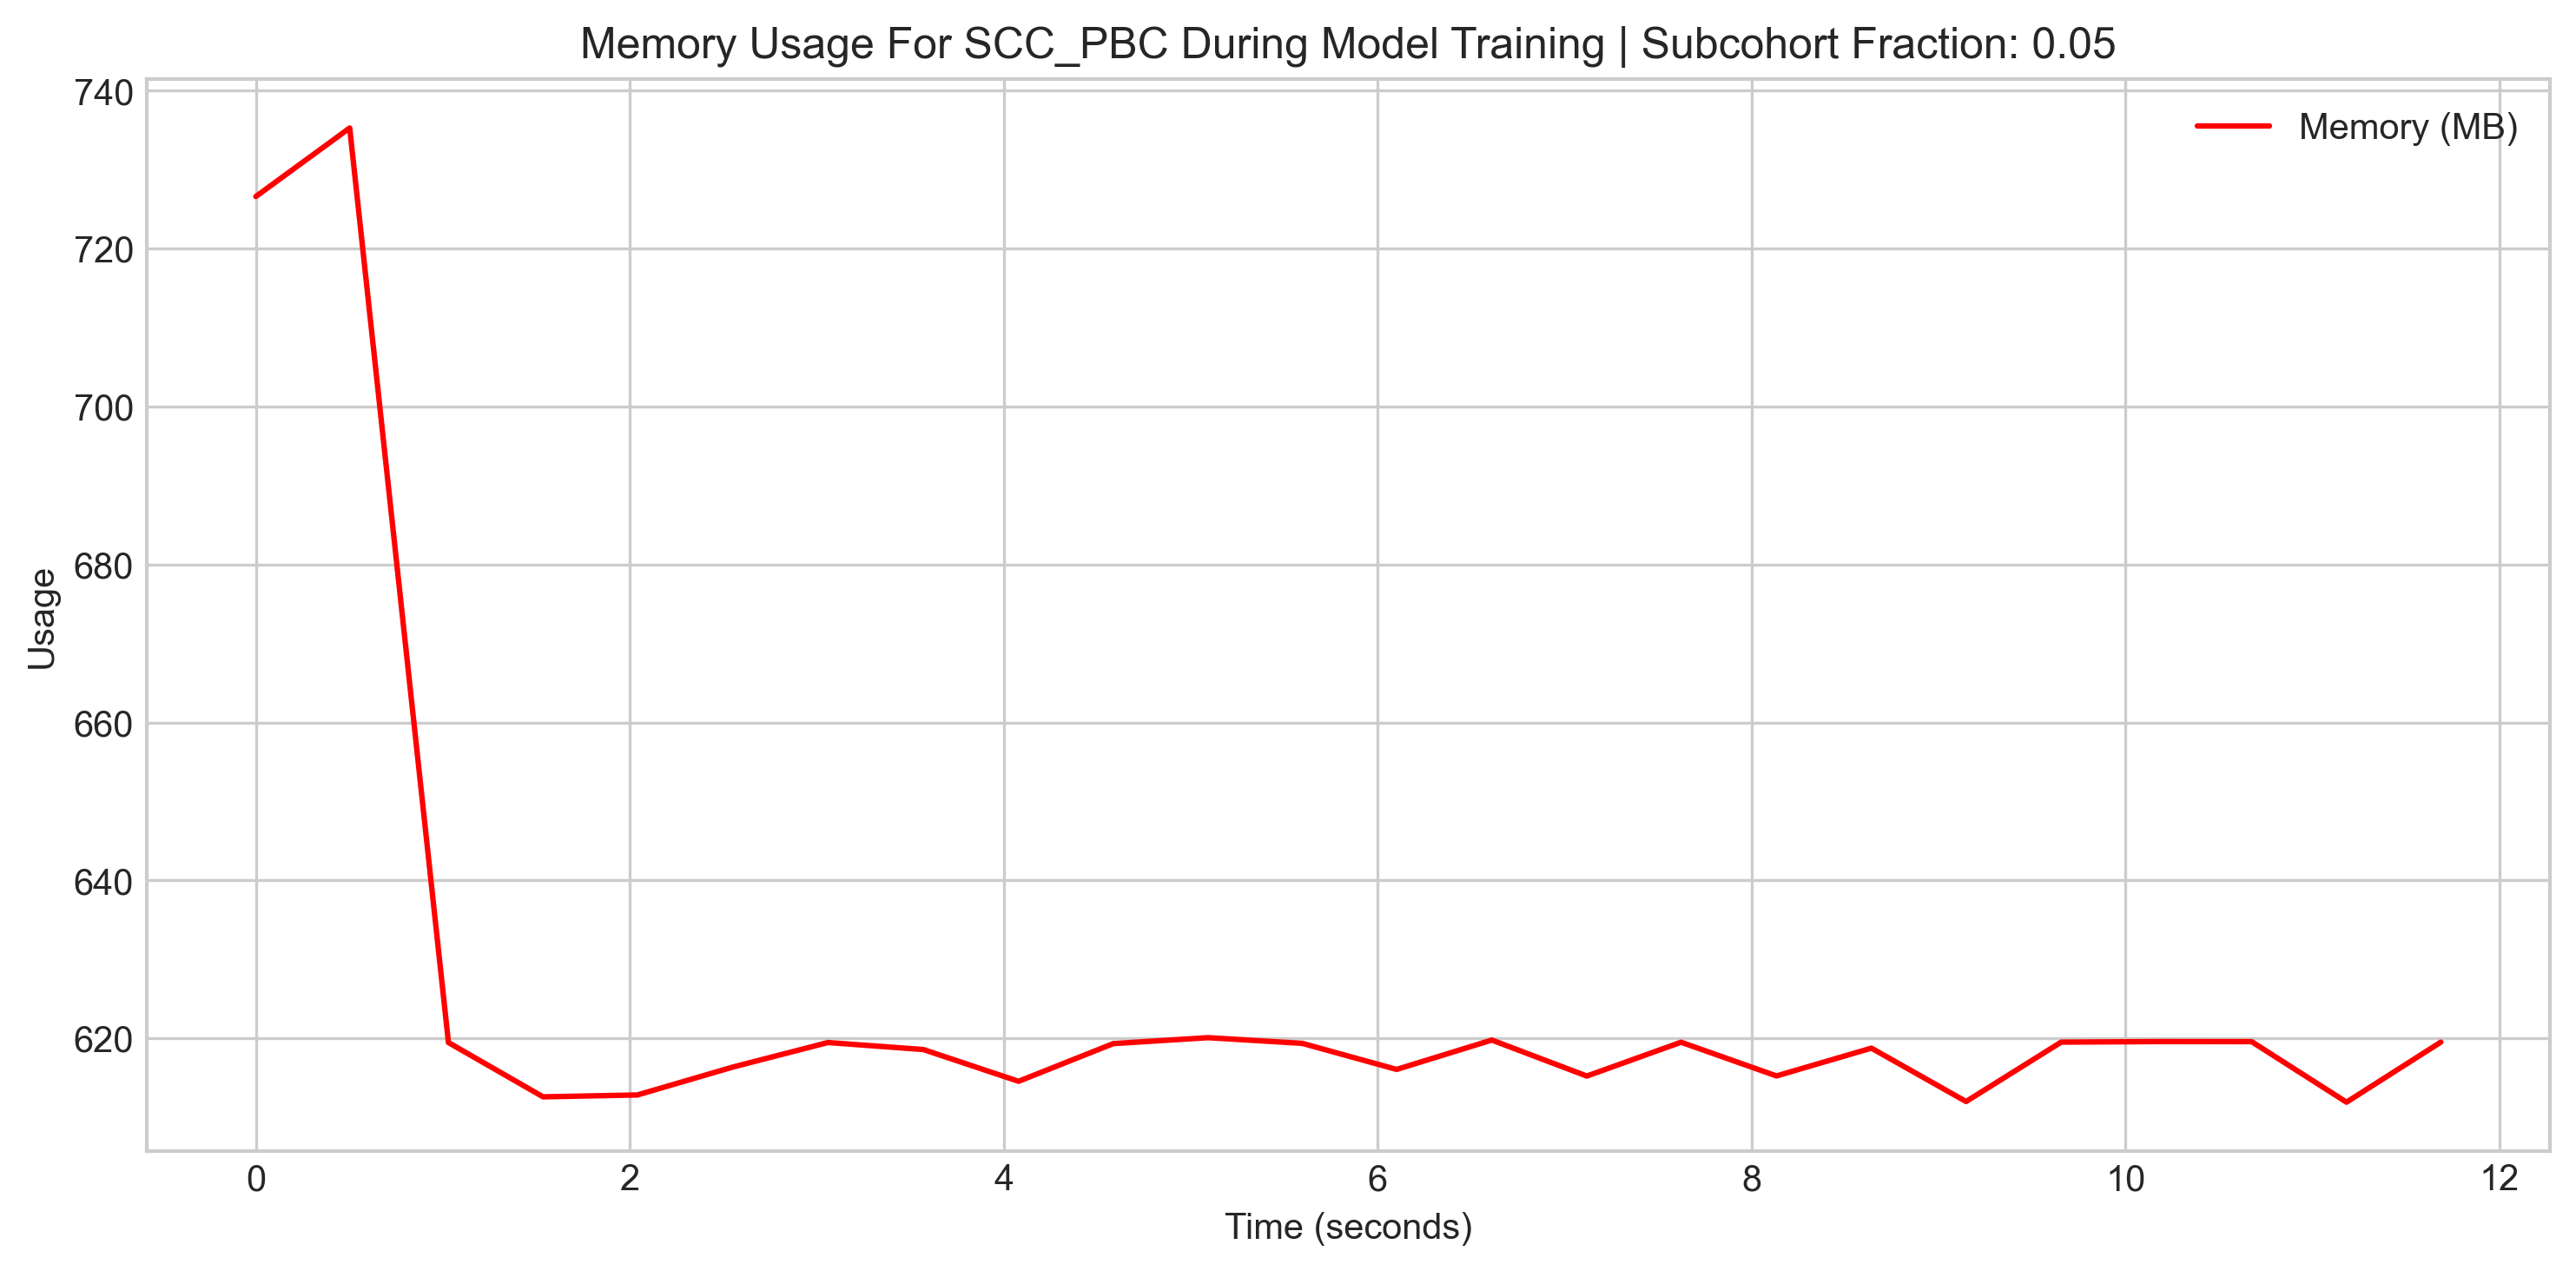 Memory Usage For SCC_PBC During Model Training | Subcohort Fraction: 0.05
Memory (MB)
740
720
700
680
660
640
620
Usage
0 2 4 6 8 10 12
Time (seconds)